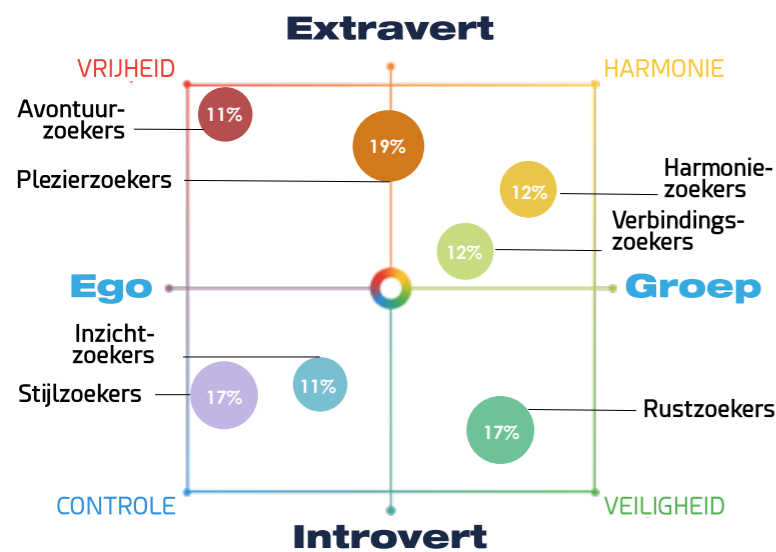 Extravert
VRIJHEID
HARMONIE
Avontuur-
zoekers
11%
19%
Plezierzoekers
Harmonie-
zoekers
12%
Verbindings-
zoekers
12%
Ego
Groep
Inzicht-
zoekers
11%
Stijlzoekers
17%
Rustzoekers
17%
CONTROLE
VEILIGHEID
Introvert